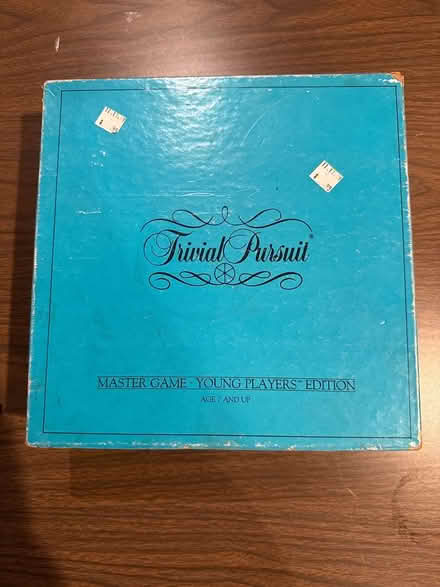 Trivial Pursuit®
MASTER GAME - YOUNG PLAYERS™ EDITION
AGE 7 AND UP